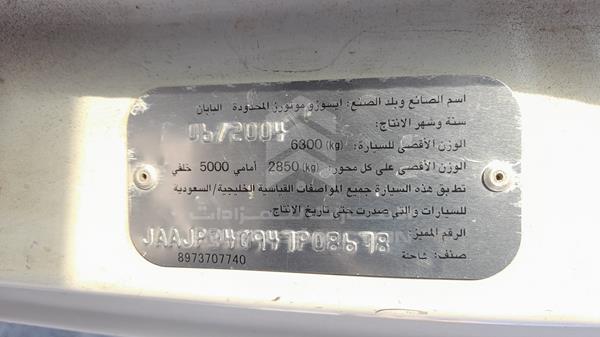 اسم الصانع وبلد الصنع: ايسوزو موتورز المحدودة اليابان
سنة وشهر الانتاج: 06/2004
الوزن الأقصى للسيارة: 6300 (kg)
الوزن الأقصى على كل محور: 2850 (kg) أمامي 5000 خلفي
تطبق هذه السيارة جميع المواصفات القياسية الخليجية/السعودية
للسيارات والتي صدرت حتى تاريخ الانتاج
الرقم المميز:
صنف: شاحنة
8973707740